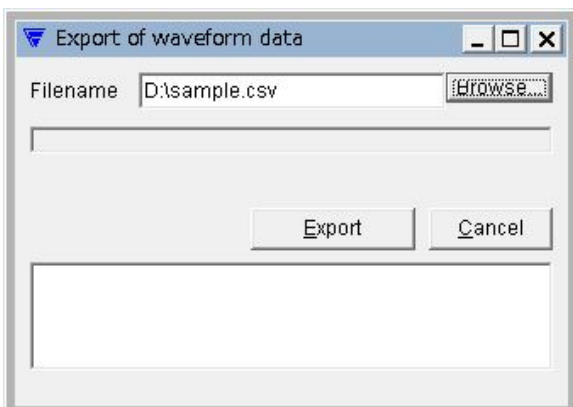 Export of waveform data
Filename D:\sample.csv Browse...
Export Cancel